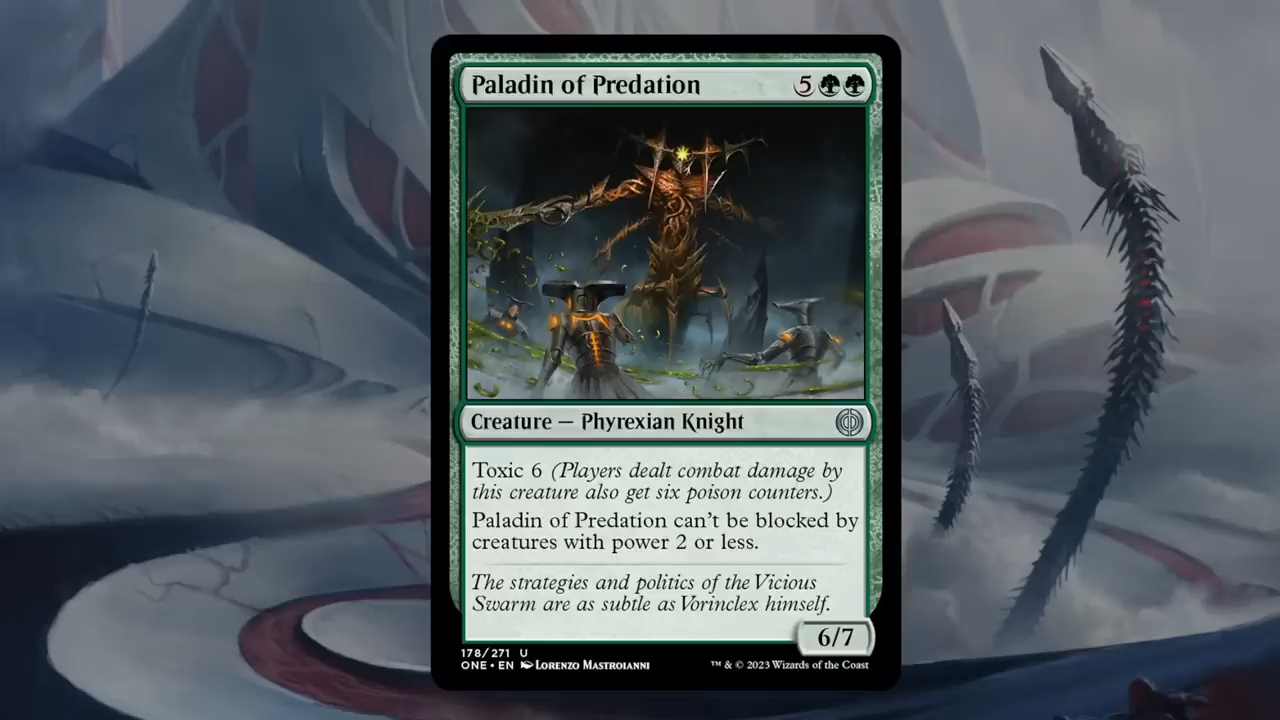 Paladin of Predation 5
Creature — Phyrexian Knight
Toxic 6 (Players dealt combat damage by
this creature also get six poison counters.)
Paladin of Predation can't be blocked by
creatures with power 2 or less.
The strategies and politics of the Vicious
Swarm are as subtle as Vorinclex himself.
6/7
178/271 U
ONE • EN Lorenzo Mastroianni ™ & © 2023 Wizards of the Coast